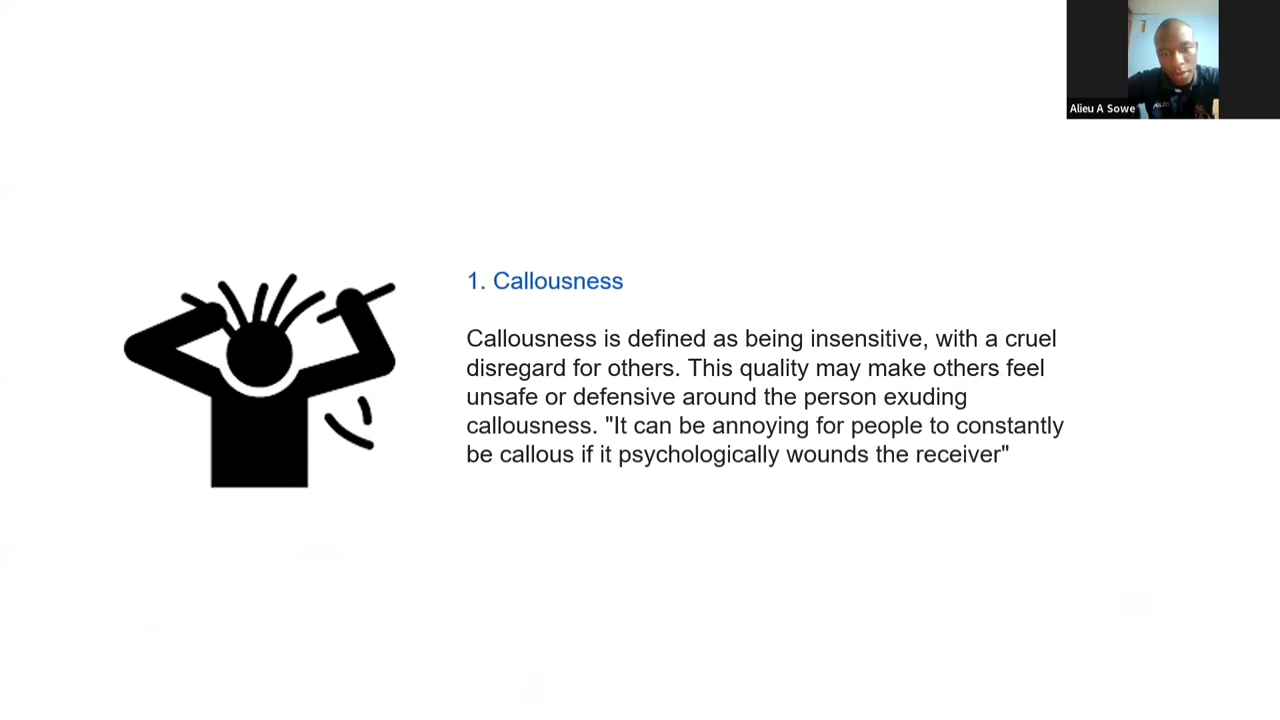 Alieu A Sowe
1. Callousness
Callousness is defined as being insensitive, with a cruel
disregard for others. This quality may make others feel
unsafe or defensive around the person exuding
callousness. "It can be annoying for people to constantly
be callous if it psychologically wounds the receiver"